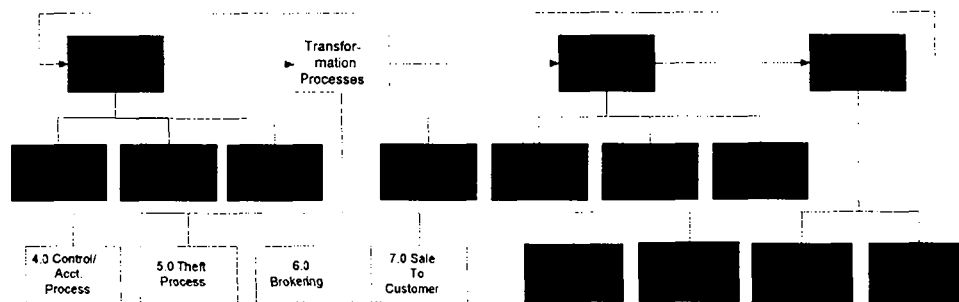 Transfor-
mation
Processes
4.0 Control/
Acct.
Process
5.0 Theft
Process
6.0
Brokering
7.0 Sale
To
Customer